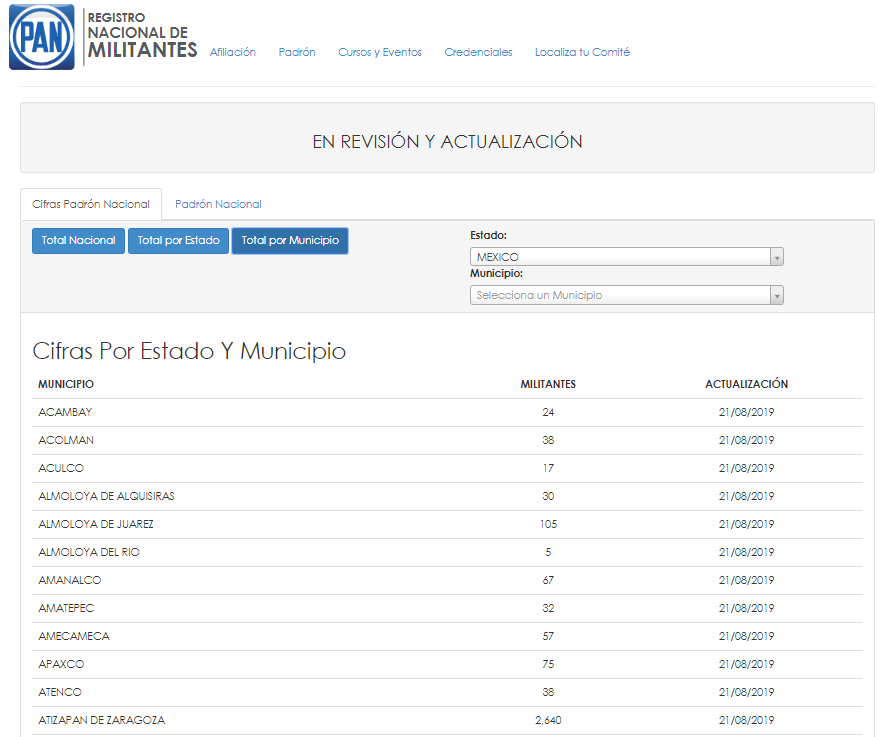 PAN
REGISTRO
NACIONAL DE
MILITANTES
Afiliación Padrón Cursos y Eventos Credenciales Localiza tu Comité
EN REVISIÓN Y ACTUALIZACIÓN
Cifras Padrón Nacional Padrón Nacional
Total Nacional Total por Estado Total por Municipio
Estado:
MEXICO
Municipio:
Selecciona un Municipio
Cifras Por Estado Y Municipio
MUNICIPIO MILITANTES ACTUALIZACIÓN
ACAMBAY 24 21/08/2019
ACOLMAN 38 21/08/2019
ACULCO 17 21/08/2019
ALMOLOYA DE ALQUISIRAS 30 21/08/2019
ALMOLOYA DE JUAREZ 105 21/08/2019
ALMOLOYA DEL RIO 5 21/08/2019
AMANALCO 67 21/08/2019
AMATEPEC 32 21/08/2019
AMECAMECA 57 21/08/2019
APAXCO 75 21/08/2019
ATENCO 38 21/08/2019
ATIZAPAN DE ZARAGOZA 2,640 21/08/2019